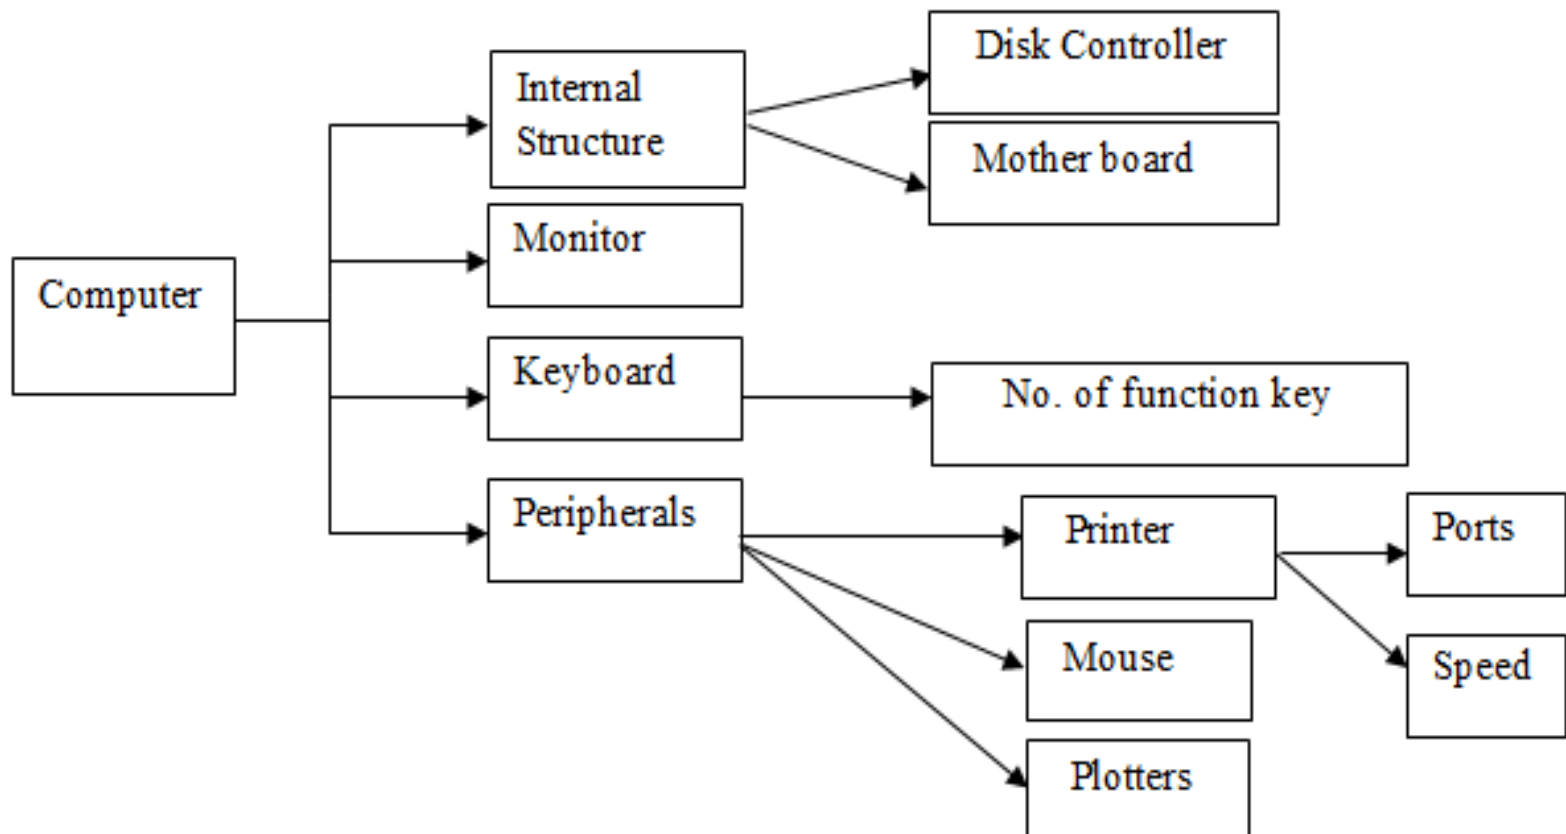 Disk Controller
Internal
Structure
Mother board
Monitor
Computer
Keyboard
No. of function key
Peripherals
Printer
Ports
Mouse
Speed
Plotters